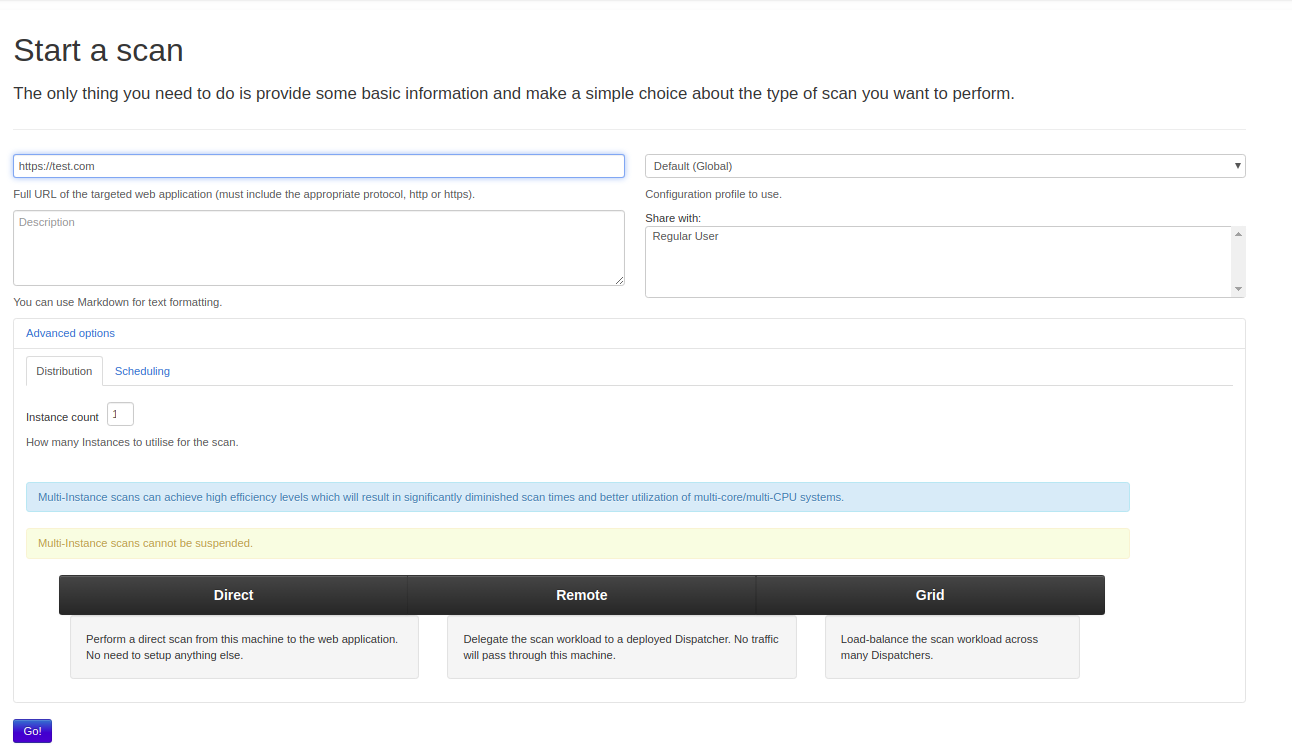 Start a scan
The only thing you need to do is provide some basic information and make a simple choice about the type of scan you want to perform.
https://test.com
Default (Global)
Full URL of the targeted web application (must include the appropriate protocol, http or https).
Configuration profile to use.
Description
Share with:
Regular User
You can use Markdown for text formatting.
Advanced options
Distribution
Scheduling
Instance count
1
How many Instances to utilise for the scan.
Multi-Instance scans can achieve high efficiency levels which will result in significantly diminished scan times and better utilization of multi-core/multi-CPU systems.
Multi-Instance scans cannot be suspended.
Direct
Remote
Grid
Perform a direct scan from this machine to the web application.
No need to setup anything else.
Delegate the scan workload to a deployed Dispatcher. No traffic
will pass through this machine.
Load-balance the scan workload across
many Dispatchers.
Go!